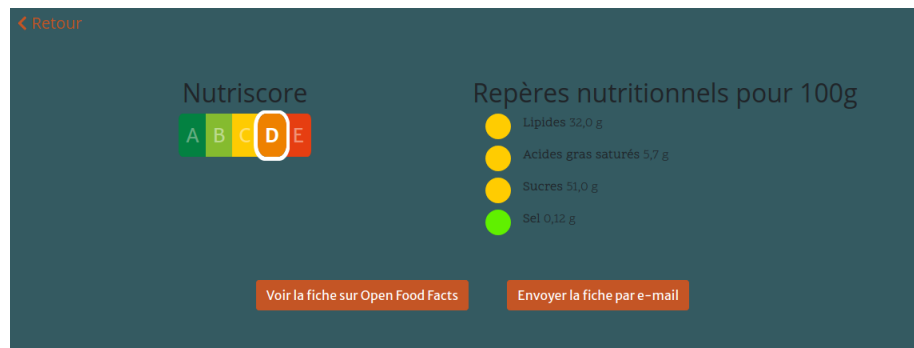 Retour
Nutriscore
A B C D E
Repères nutritionnels pour 100g
Lipides 32,0 g
Acides gras saturés 5,7 g
Sucres 51,0 g
Sel 0,12 g
Voir la fiche sur Open Food Facts
Envoyer la fiche par e-mail